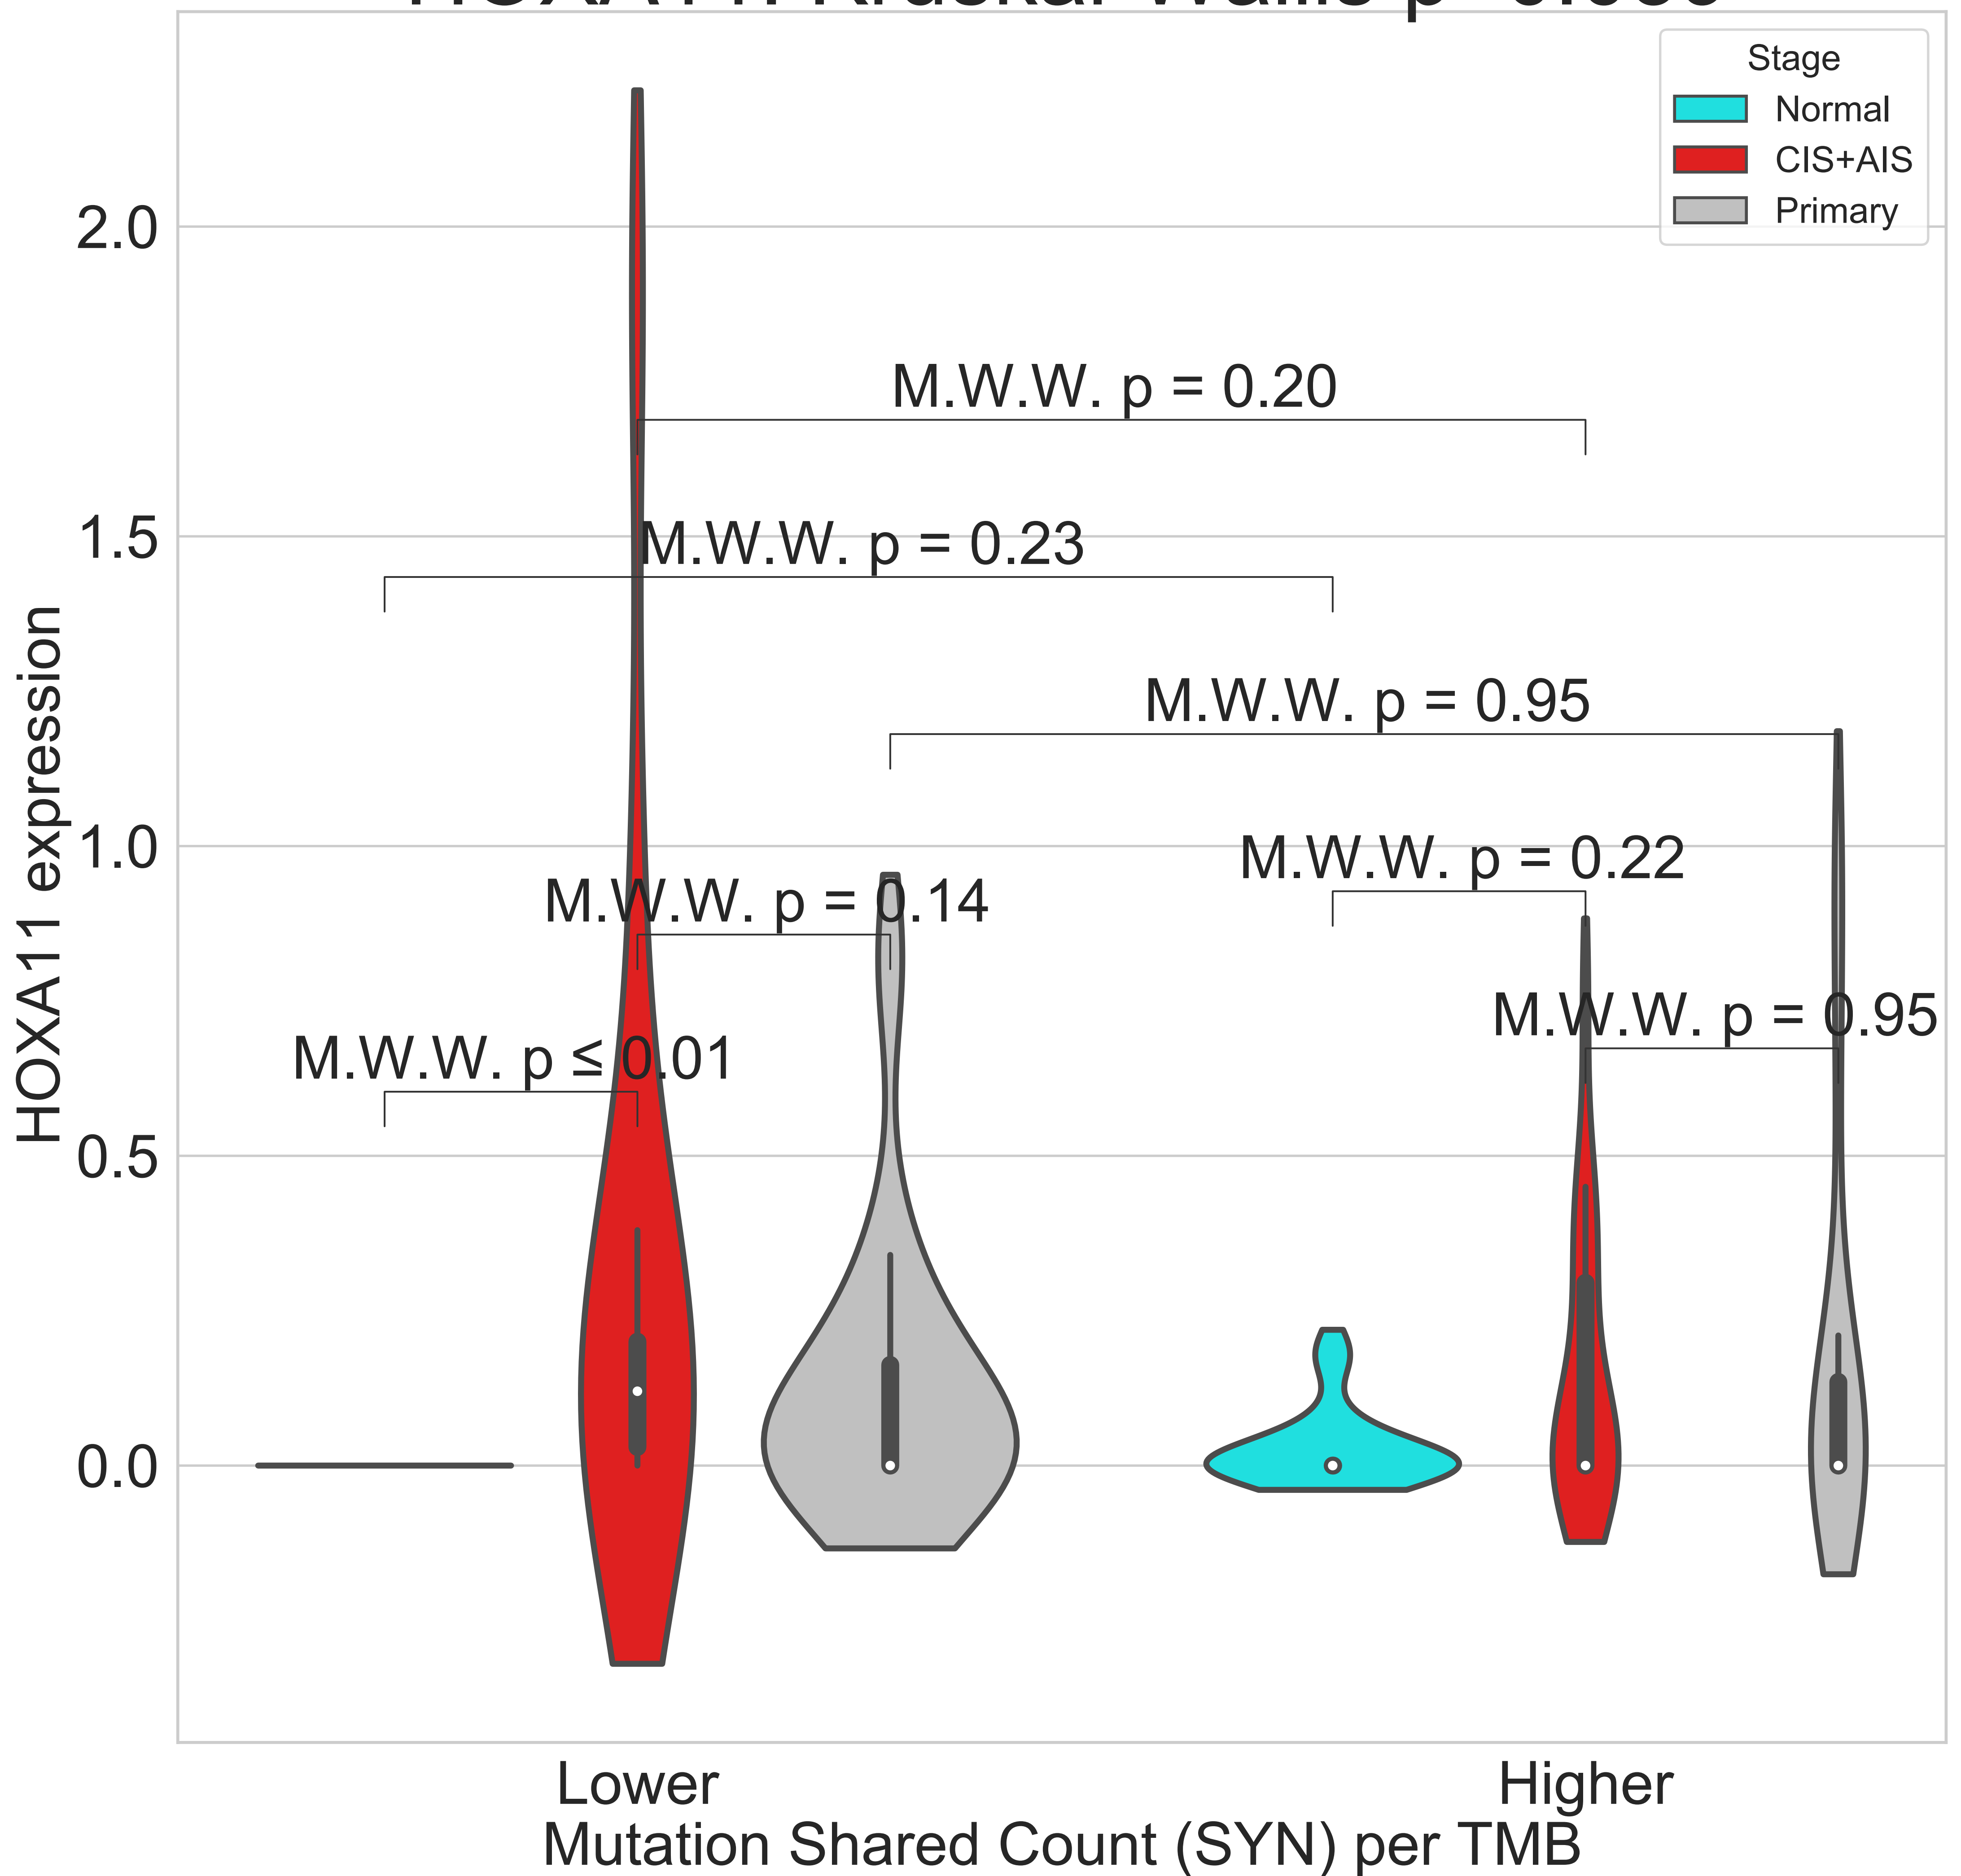 Stage
Normal
CIS+AIS
Primary
2.0
1.5
1.0
0.5
0.0
HOXA11 expression
M.W.W. p = 0.20
M.W.W. p = 0.23
M.W.W. p = 0.95
M.W.W. p = 0.22
M.W.W. p = 0.14
M.W.W. p = 0.95
M.W.W. p ≤ 0.01
Lower
Higher
Mutation Shared Count (SYN) per TMB